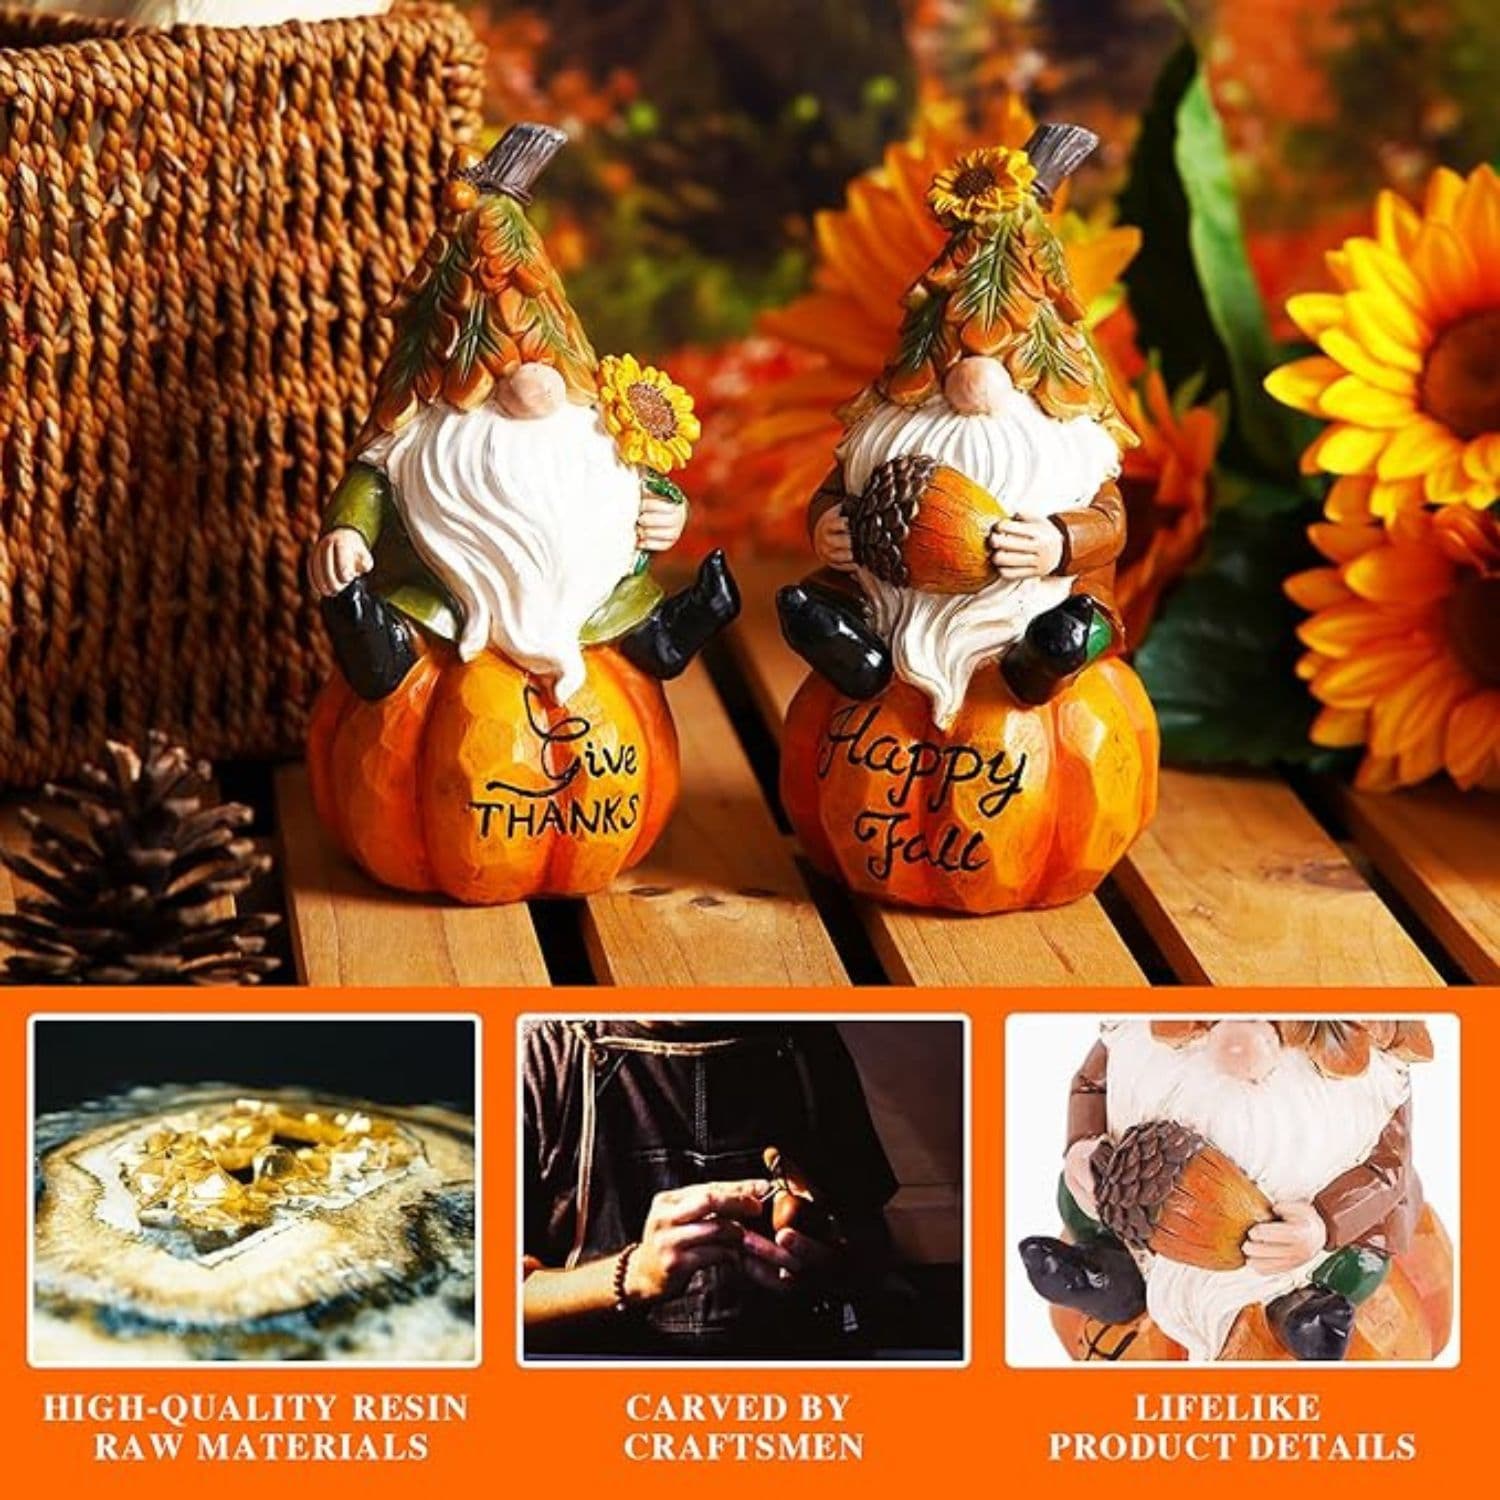 Give
THANKS
Happy
Fall
HIGH-QUALITY RESIN
RAW MATERIALS
CARVED BY
CRAFTSMEN
LIFELIKE
PRODUCT DETAILS